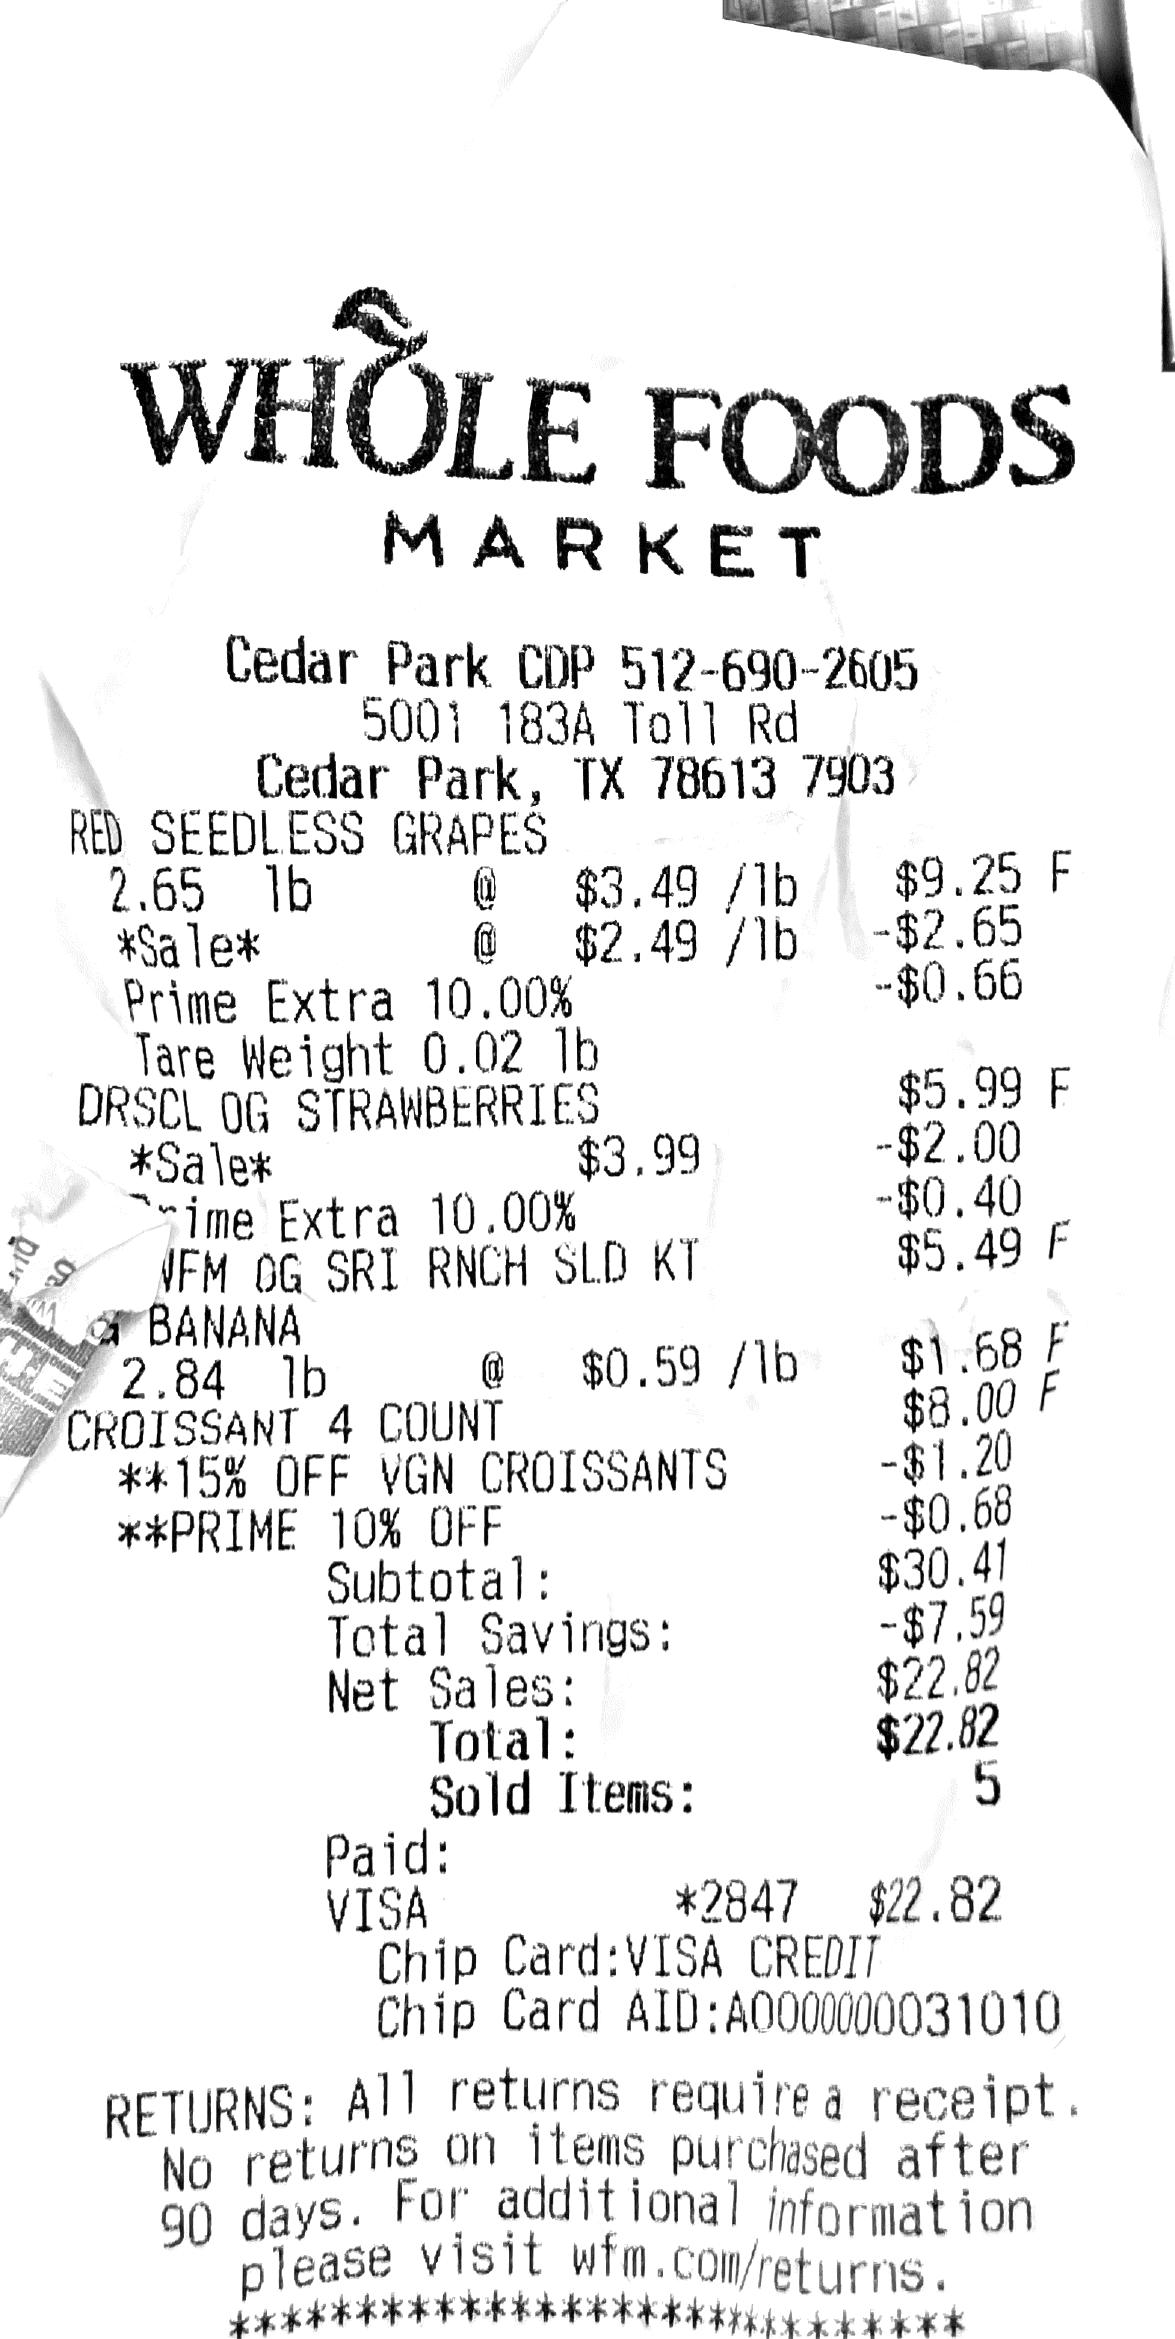 WHOLE FOODS
MARKET
Cedar Park CDP 512-690-2605
5001 183A Toll Rd
Cedar Park, TX 78613 7903
RED SEEDLESS GRAPES
2.65 lb @ $3.49 /lb $9.25 F
*Sale* @ $2.49 /lb -$2.65
Prime Extra 10.00% -$0.66
Tare Weight 0.02 lb
DRSCL OG STRAWBERRIES $5.99 F
*Sale* $3.99 -$2.00
Prime Extra 10.00% -$0.40
WFM OG SRI RNCH SLD KT $5.49 F
BANANA
2.84 lb @ $0.59 /lb $1.68 F
CROISSANT 4 COUNT $8.00 F
**15% OFF VGN CROISSANTS -$1.20
**PRIME 10% OFF -$0.68
Subtotal: $30.41
Total Savings: -$7.59
Net Sales: $22.82
Total: $22.82
Sold Items: 5
Paid:
VISA *2847 $22.82
Chip Card:VISA CREDIT
Chip Card AID:A0000000031010
RETURNS: All returns require a receipt.
No returns on items purchased after
90 days. For additional information
please visit wfm.com/returns.
*****************************